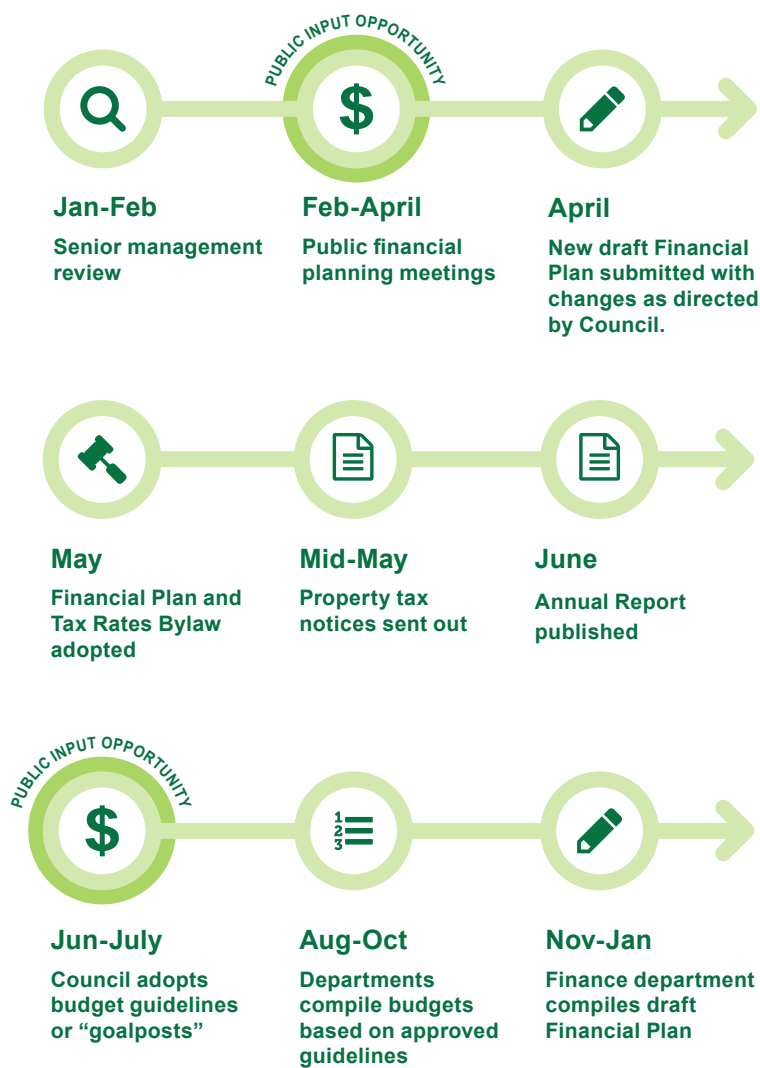 PUBLIC INPUT OPPORTUNITY
Jan-Feb
Senior management
review
Feb-April
Public financial
planning meetings
April
New draft Financial
Plan submitted with
changes as directed
by Council.
May
Financial Plan and
Tax Rates Bylaw
adopted
Mid-May
Property tax
notices sent out
June
Annual Report
published
PUBLIC INPUT OPPORTUNITY
Jun-July
Council adopts
budget guidelines
or “goalposts”
1
2
3
Aug-Oct
Departments
compile budgets
based on approved
guidelines
Nov-Jan
Finance department
compiles draft
Financial Plan